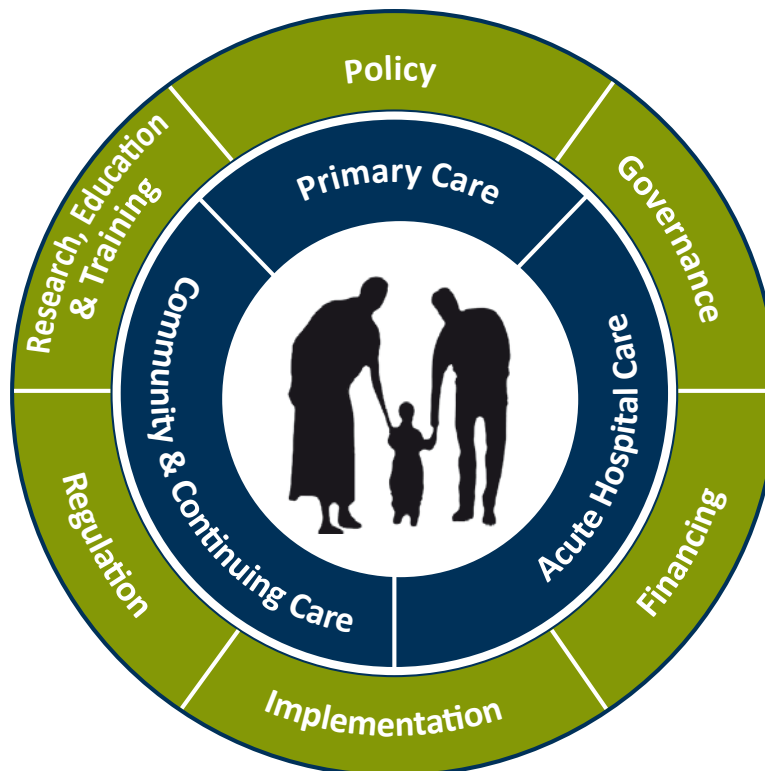 Policy
Governance
Financing
Implementation
Regulation
Research, Education
& Training
Primary Care
Acute Hospital Care
Community & Continuing Care